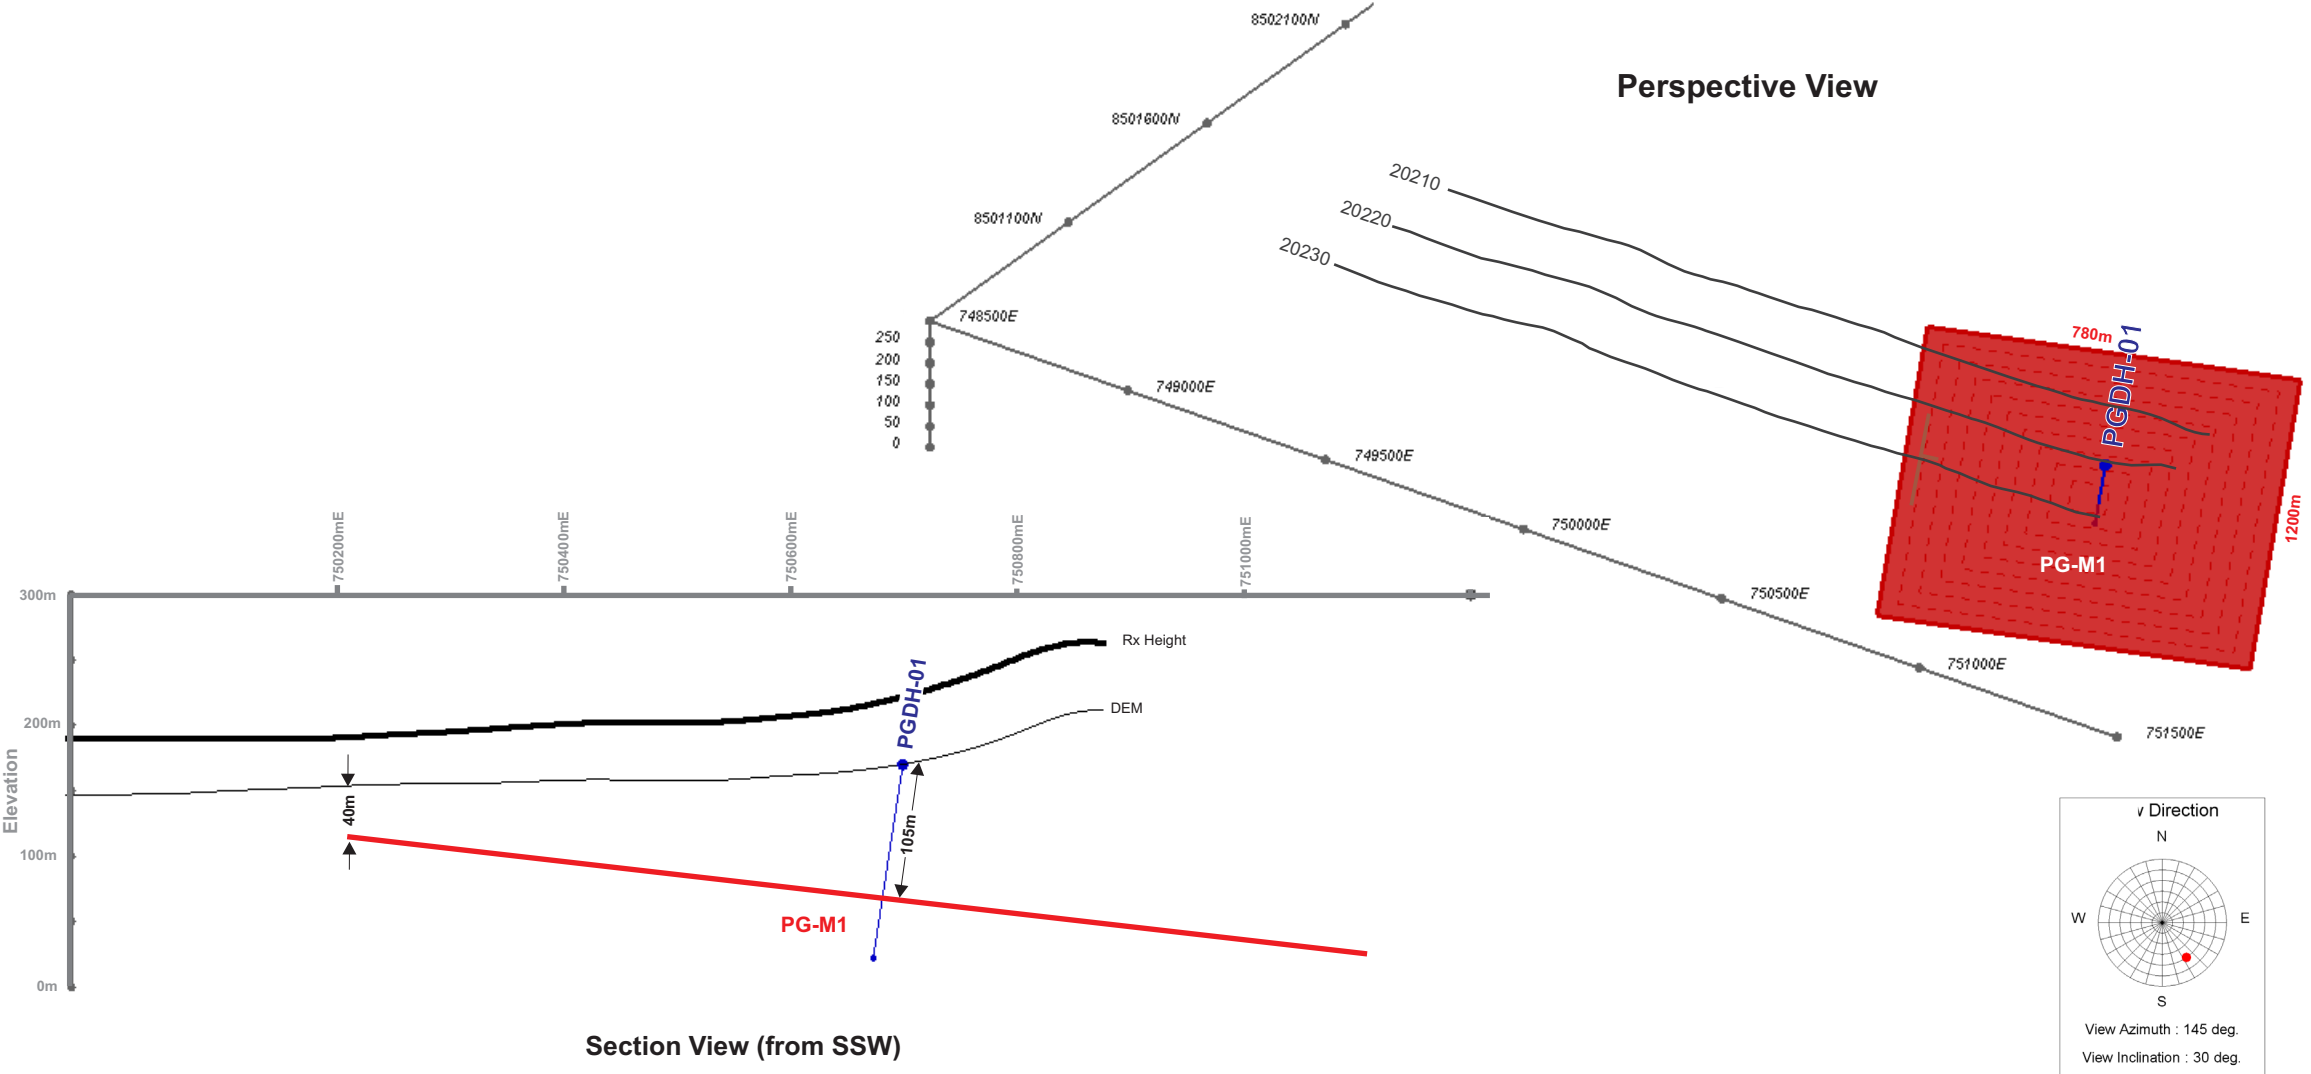 8502100N
Perspective View
8501600N
20210
20220
8501100N
20230
748500E
250
200
150
100
50
0
749000E
749500E
750000E
750500E
751000E
751500E
780m
PGDH-01
1200m
PG-M1
750200mE
750400mE
750600mE
750800mE
751000mE
300m
200m
100m
0m
Elevation
Rx Height
DEM
PGDH-01
40m
105m
PG-M1
Section View (from SSW)
Direction
N
W
E
S
View Azimuth : 145 deg.
View Inclination : 30 deg.